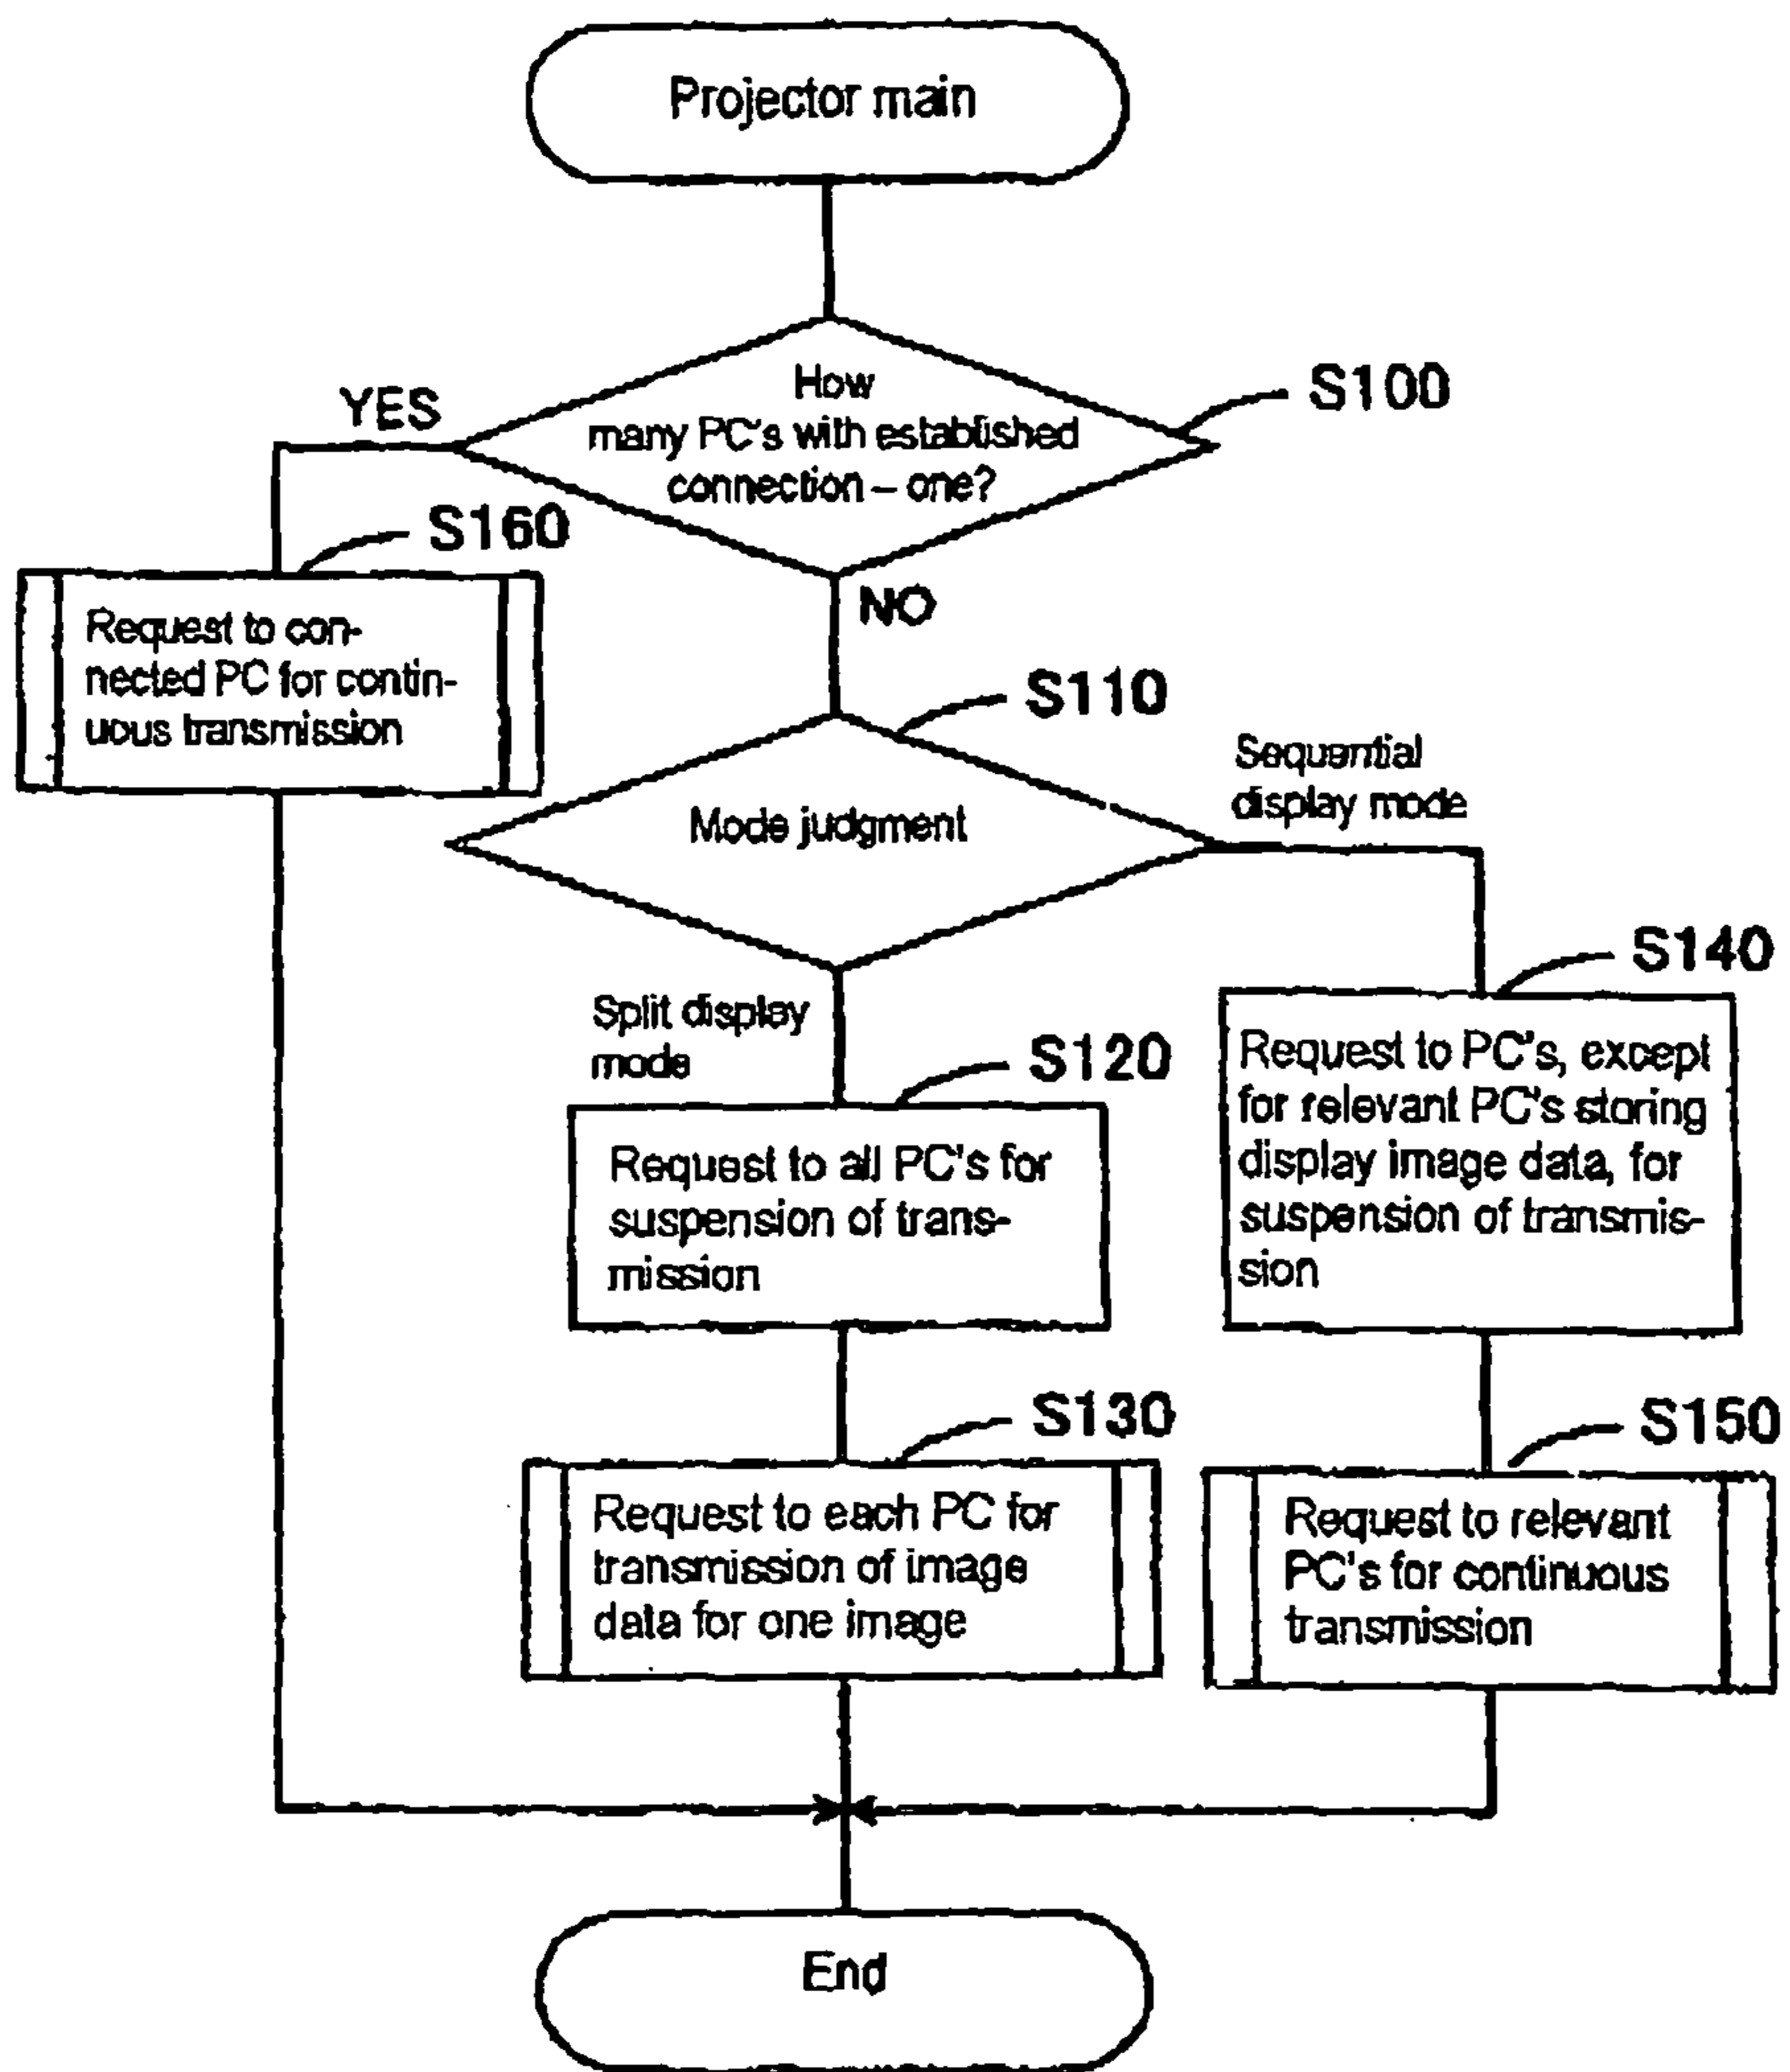 Projector main
How
many PC's with established
connection – one?
S100
YES
S160
Request to con-
nected PC for contin-
uous transmission
NO
S110
Mode judgment
Sequential
display mode
Split display
mode
S120
Request to all PC's for
suspension of trans-
mission
S140
Request to PC's, except
for relevant PC's storing
display image data, for
suspension of transmis-
sion
S130
Request to each PC for
transmission of image
data for one image
S150
Request to relevant
PC's for continuous
transmission
End